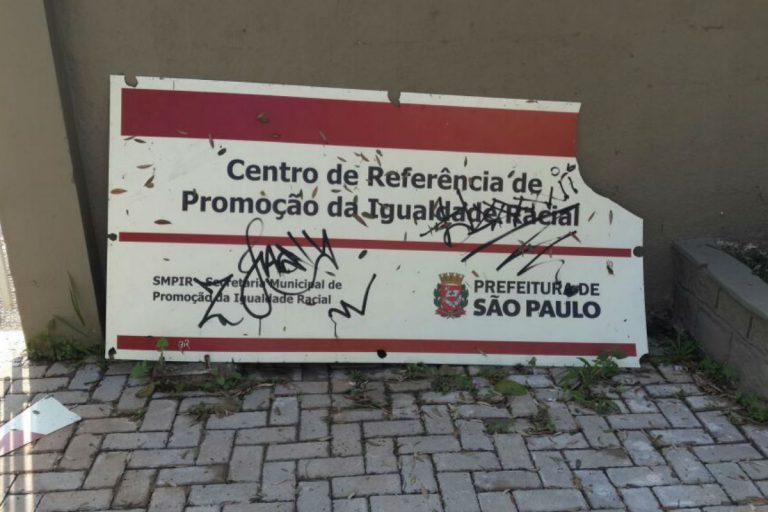 Centro de Referência de
Promoção da Igualdade Racial
SMPIR - Secretaria Municipal de
Promoção da Igualdade Racial
PREFEITURA DE
SÃO PAULO